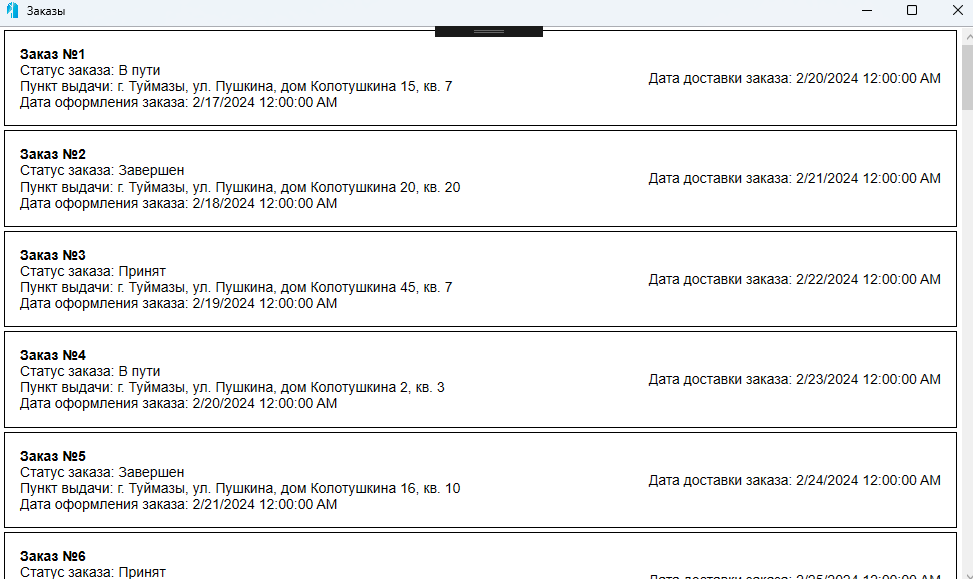 Заказы
Заказ №1
Статус заказа: В пути
Пункт выдачи: г. Туймазы, ул. Пушкина, дом Колотушкина 15, кв. 7
Дата оформления заказа: 2/17/2024 12:00:00 AM
Дата доставки заказа: 2/20/2024 12:00:00 AM
Заказ №2
Статус заказа: Завершен
Пункт выдачи: г. Туймазы, ул. Пушкина, дом Колотушкина 20, кв. 20
Дата оформления заказа: 2/18/2024 12:00:00 AM
Дата доставки заказа: 2/21/2024 12:00:00 AM
Заказ №3
Статус заказа: Принят
Пункт выдачи: г. Туймазы, ул. Пушкина, дом Колотушкина 45, кв. 7
Дата оформления заказа: 2/19/2024 12:00:00 AM
Дата доставки заказа: 2/22/2024 12:00:00 AM
Заказ №4
Статус заказа: В пути
Пункт выдачи: г. Туймазы, ул. Пушкина, дом Колотушкина 2, кв. 3
Дата оформления заказа: 2/20/2024 12:00:00 AM
Дата доставки заказа: 2/23/2024 12:00:00 AM
Заказ №5
Статус заказа: Завершен
Пункт выдачи: г. Туймазы, ул. Пушкина, дом Колотушкина 16, кв. 10
Дата оформления заказа: 2/21/2024 12:00:00 AM
Дата доставки заказа: 2/24/2024 12:00:00 AM
Заказ №6
Статус заказа: Принят
Дата доставки заказа: 2/25/2024 12:00:00 AM